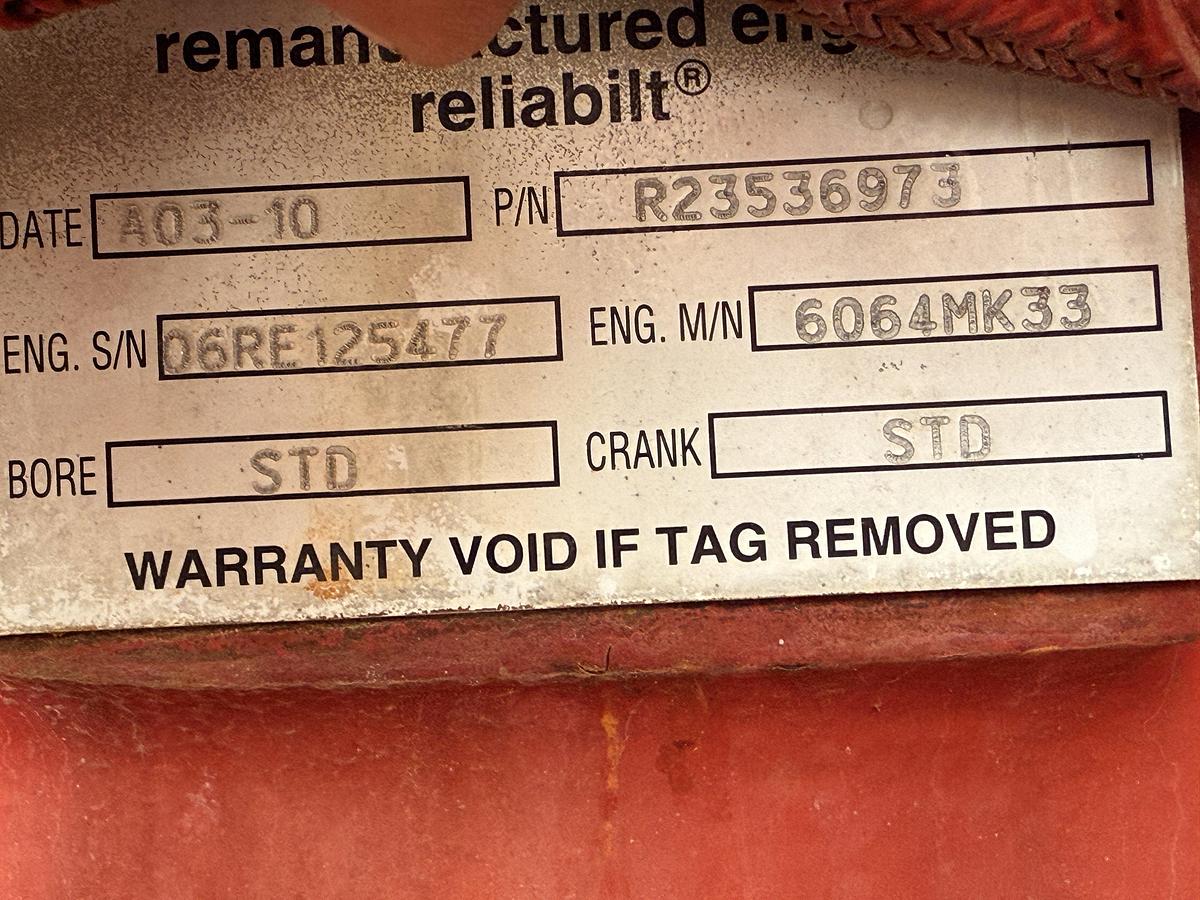 reliabilt®
DATE A03-10 P/N R23536973
ENG. S/N 06RE125477 ENG. M/N 6064MK33
BORE STD CRANK STD
WARRANTY VOID IF TAG REMOVED